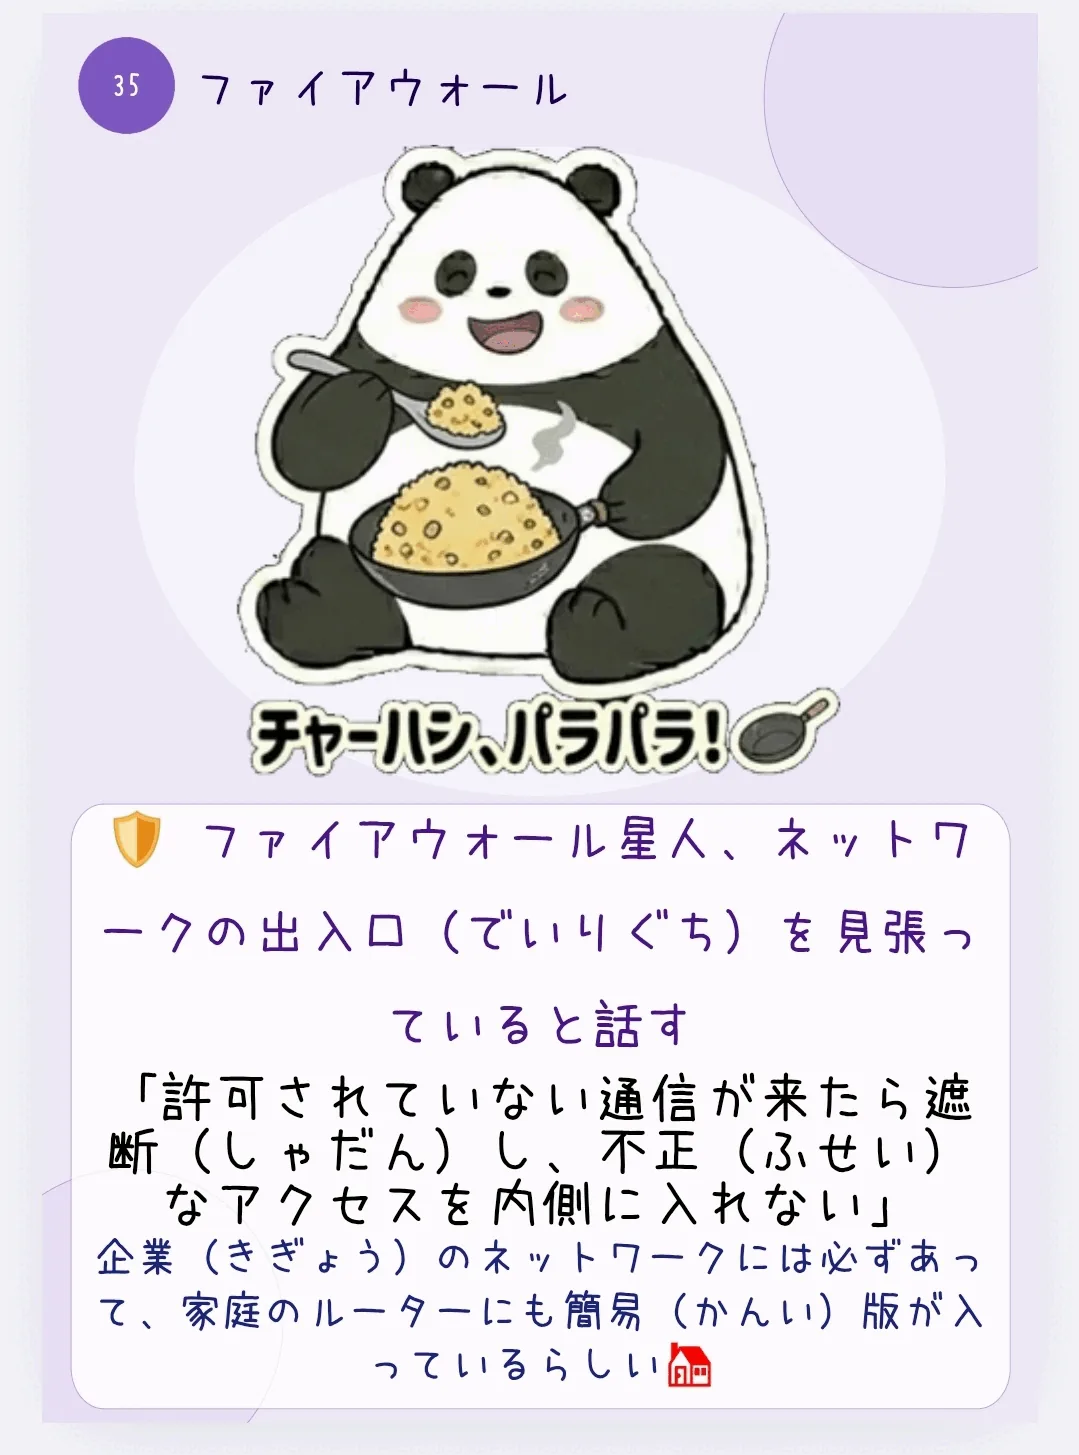 35
ファイアウォール
チャーハン、パラパラ!
ファイアウォール星人、ネットワ
ークの出入口（でいりぐち）を見張っ
ていると話す
「許可されていない通信が来たら遮
断（しゃだん）し、不正（ふせい）
なアクセスを内側に入れない」
企業（きぎょう）のネットワークには必ずあっ
て、家庭のルーターにも簡易（かんい）版が入
っているらしい